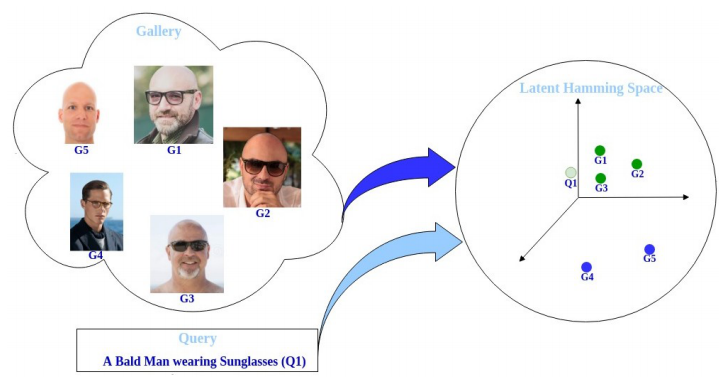 Gallery
G5
G1
G2
G4
G3
Query
A Bald Man wearing Sunglasses (Q1)
Latent Hamming Space
G1
G2
Q1
G3
G5
G4